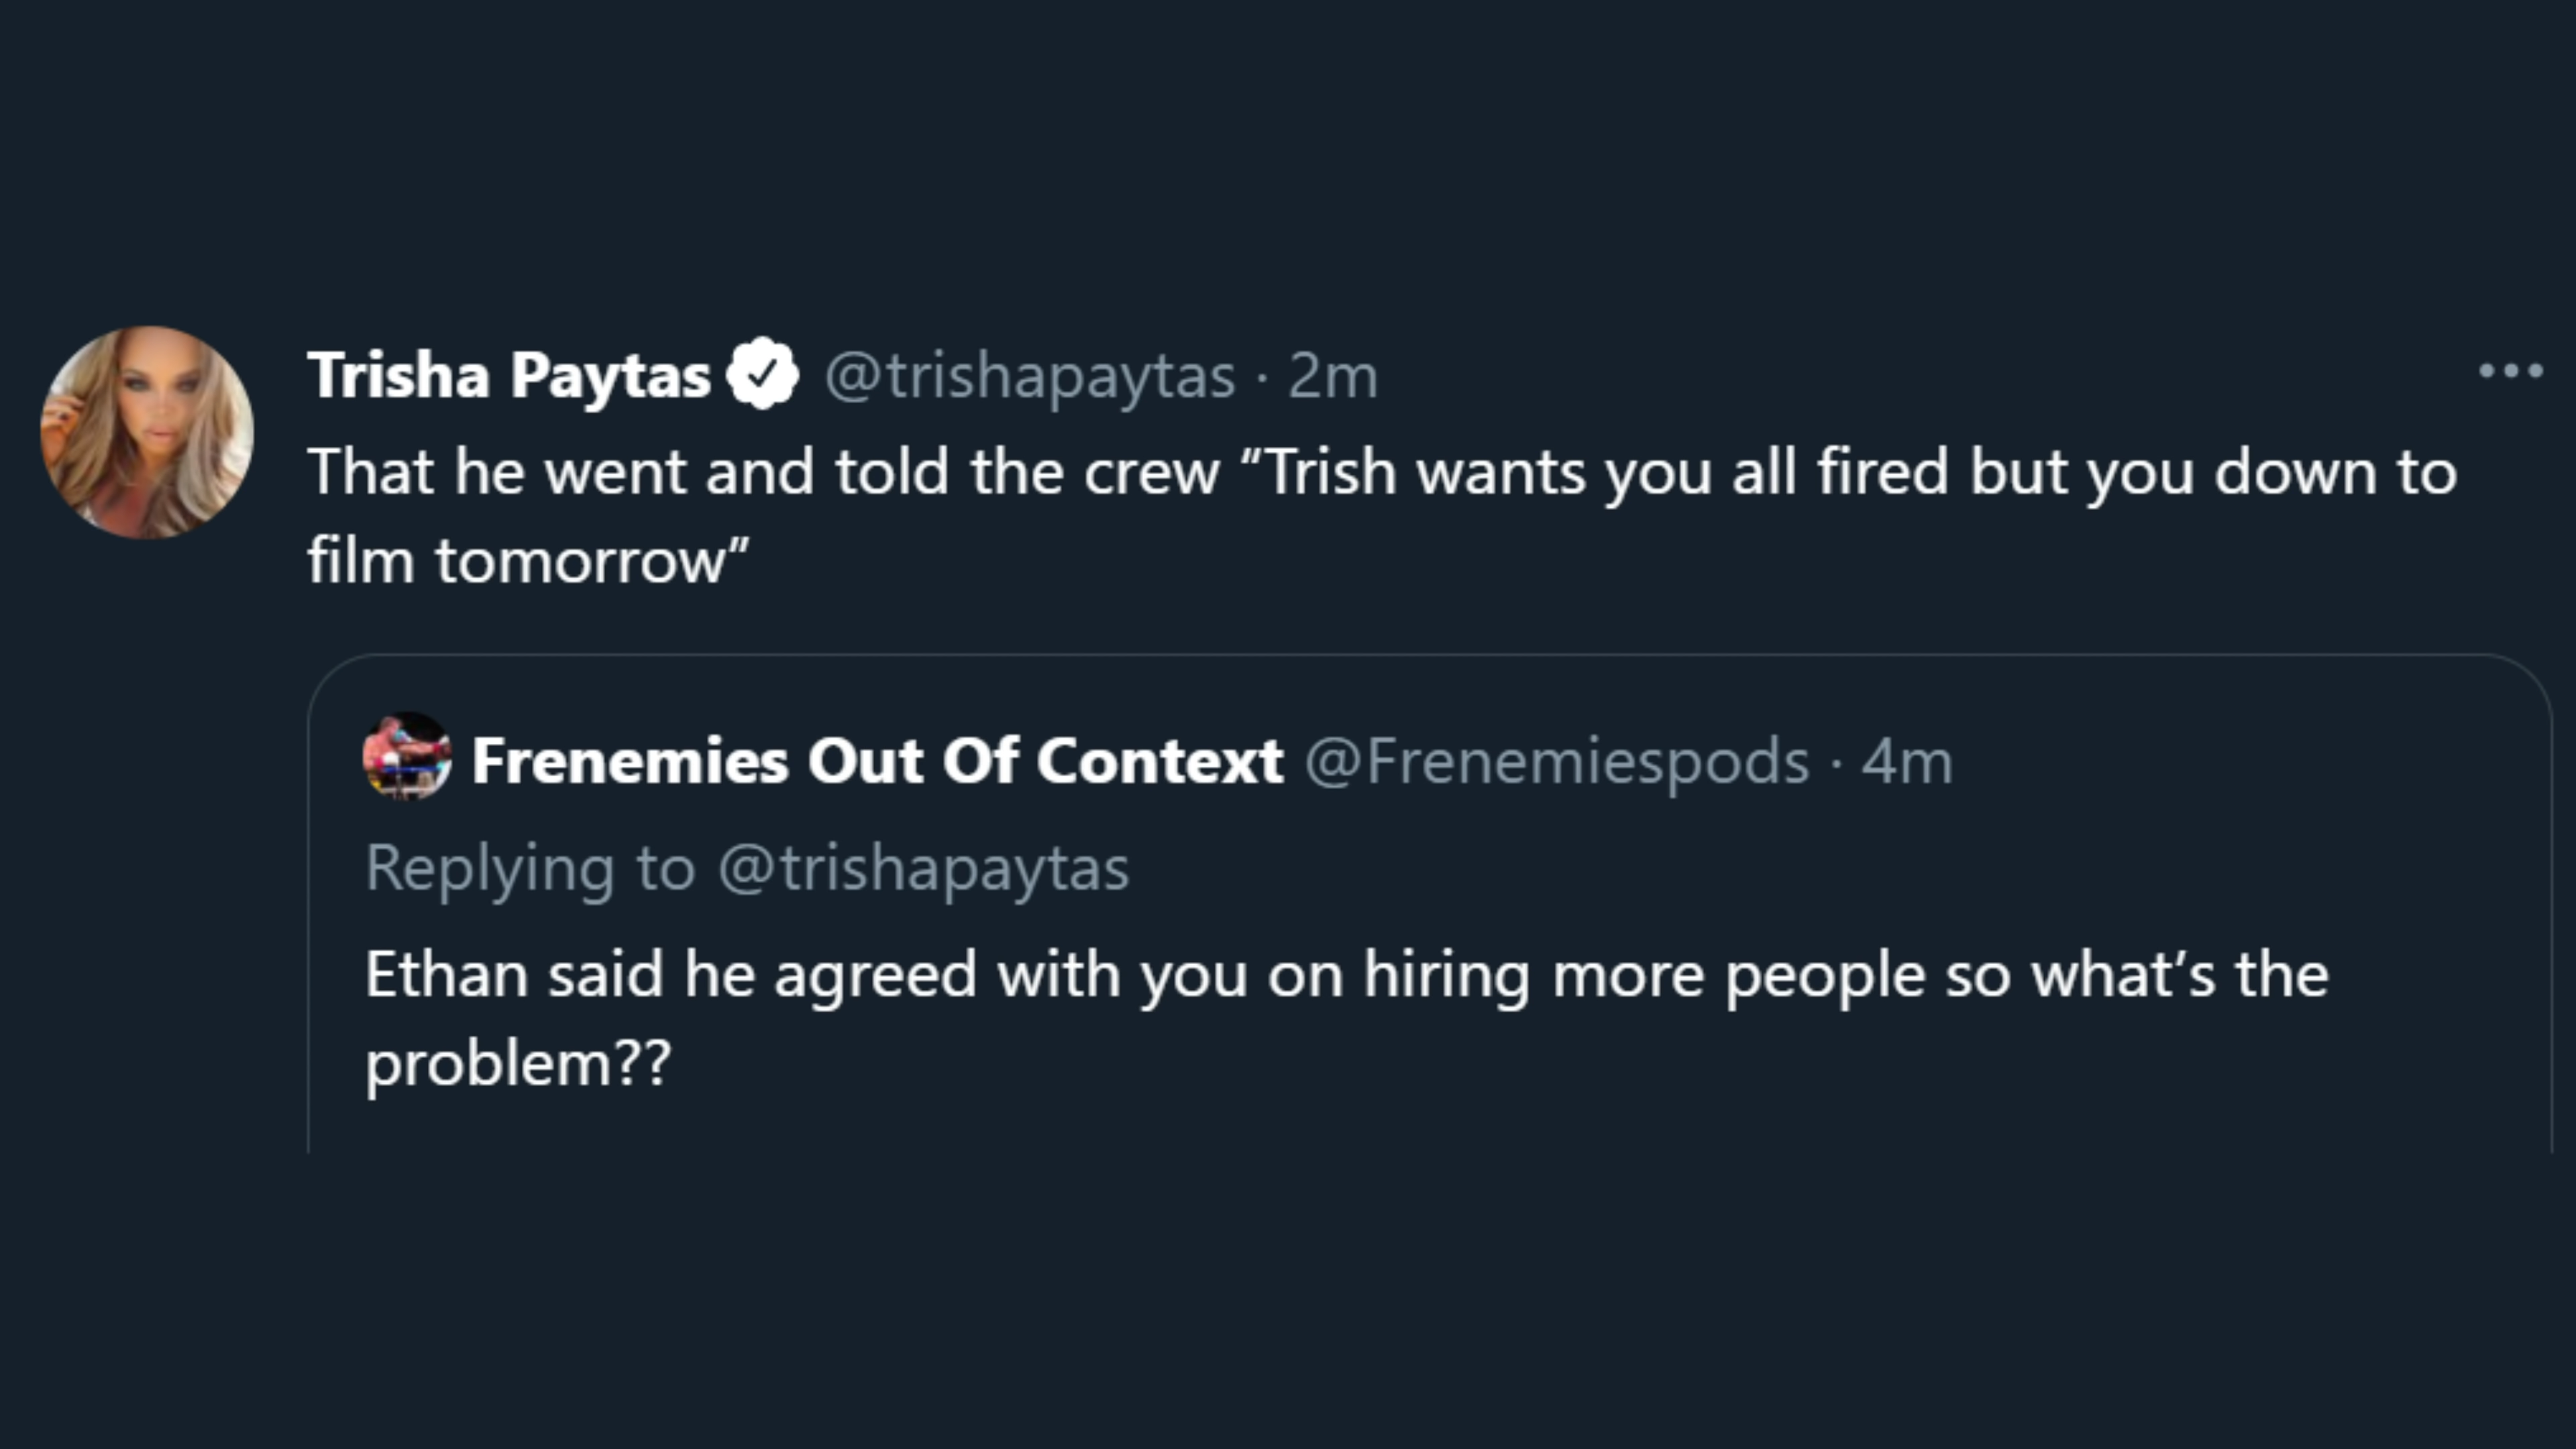 Trisha Paytas @trishapaytas · 2m
That he went and told the crew “Trish wants you all fired but you down to
film tomorrow”
Frenemies Out Of Context @Frenemiespods · 4m
Replying to @trishapaytas
Ethan said he agreed with you on hiring more people so what’s the
problem??